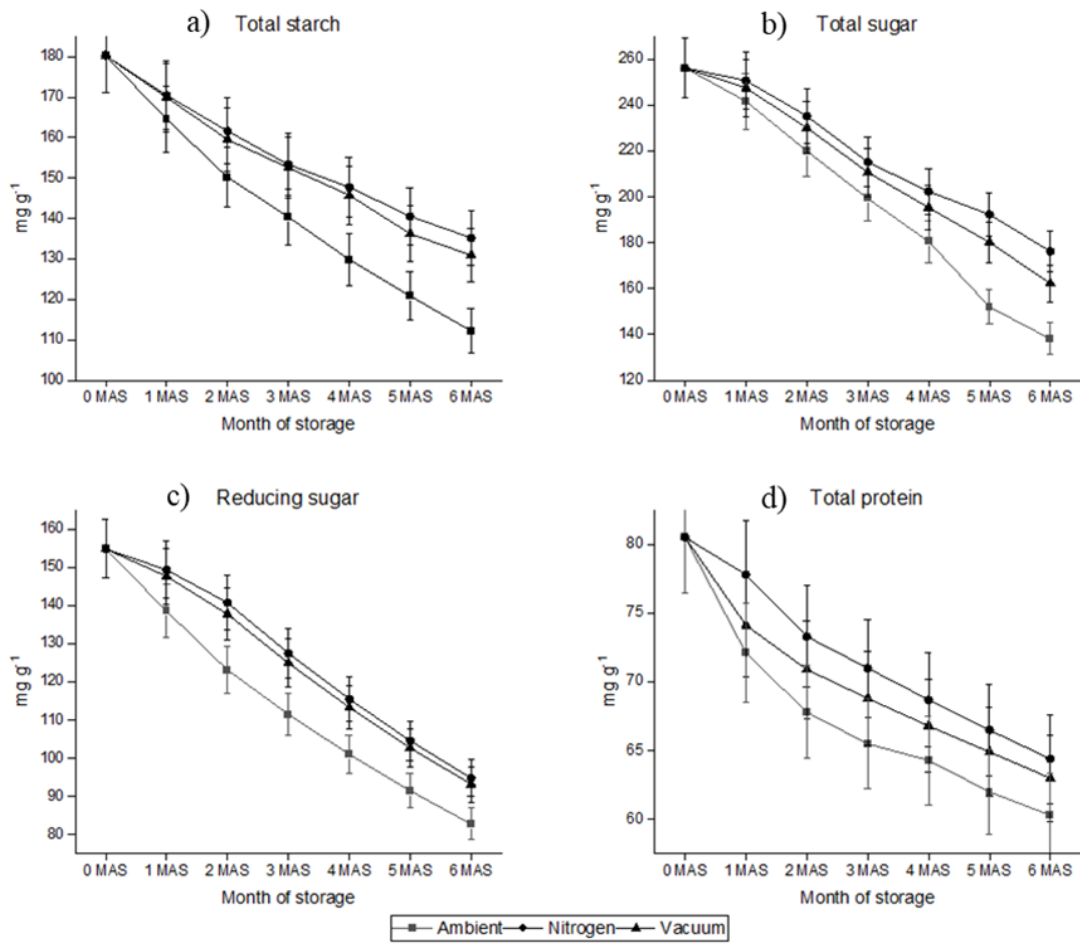 a) Total starch
mg g-1
180
170
160
150
140
130
120
110
100
0 MAS 1 MAS 2 MAS 3 MAS 4 MAS 5 MAS 6 MAS
Month of storage
b) Total sugar
mg g-1
260
240
220
200
180
160
140
120
0 MAS 1 MAS 2 MAS 3 MAS 4 MAS 5 MAS 6 MAS
Month of storage
c) Reducing sugar
mg g-1
160
150
140
130
120
110
100
90
80
0 MAS 1 MAS 2 MAS 3 MAS 4 MAS 5 MAS 6 MAS
Month of storage
d) Total protein
mg g-1
80
75
70
65
60
0 MAS 1 MAS 2 MAS 3 MAS 4 MAS 5 MAS 6 MAS
Month of storage
Ambient Nitrogen Vacuum